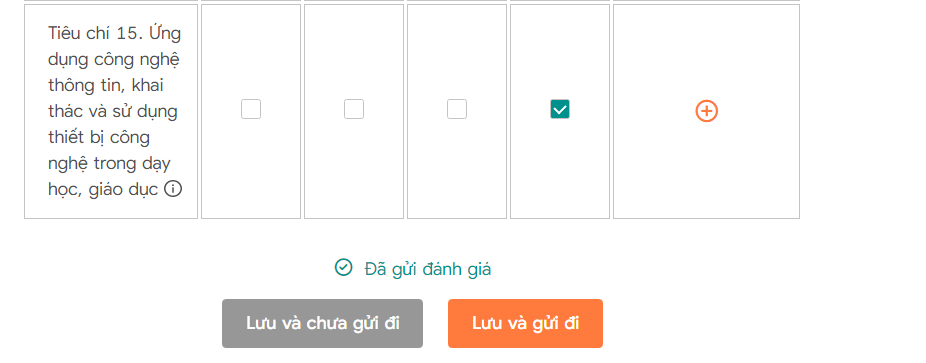 Tiêu chí 15. Ứng
dụng công nghệ
thông tin, khai
thác và sử dụng
thiết bị công
nghệ trong dạy
học, giáo dục
Đã gửi đánh giá
Lưu và chưa gửi đi
Lưu và gửi đi